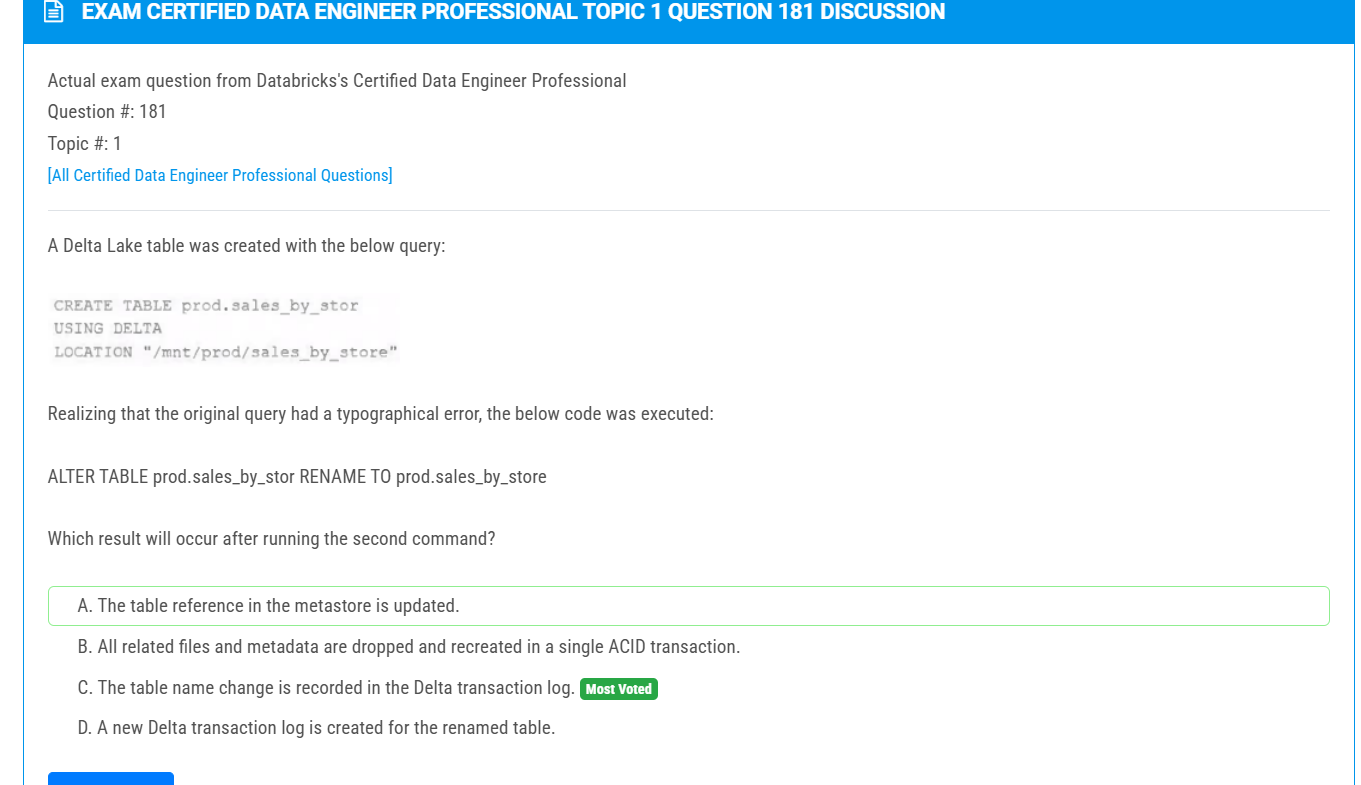 EXAM CERTIFIED DATA ENGINEER PROFESSIONAL TOPIC 1 QUESTION 181 DISCUSSION
Actual exam question from Databricks's Certified Data Engineer Professional
Question #: 181
Topic #: 1
[All Certified Data Engineer Professional Questions]
A Delta Lake table was created with the below query:
CREATE TABLE prod.sales_by_stor
USING DELTA
LOCATION "/mnt/prod/sales_by_store"
Realizing that the original query had a typographical error, the below code was executed:
ALTER TABLE prod.sales_by_stor RENAME TO prod.sales_by_store
Which result will occur after running the second command?
A. The table reference in the metastore is updated.
B. All related files and metadata are dropped and recreated in a single ACID transaction.
C. The table name change is recorded in the Delta transaction log. Most Voted
D. A new Delta transaction log is created for the renamed table.